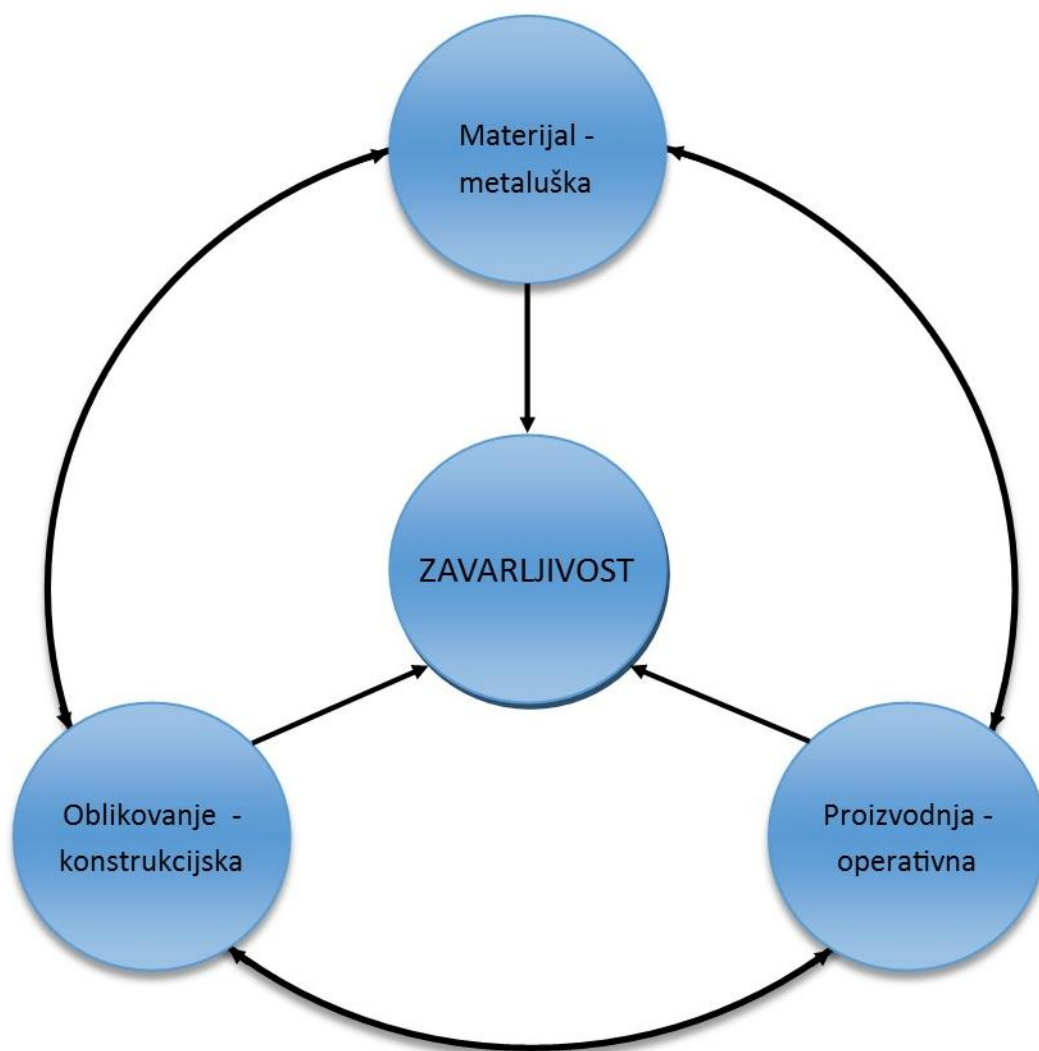 Materijal -
metaluška
ZAVARLJIVOST
Oblikovanje -
konstrukcijska
Proizvodnja -
operativna